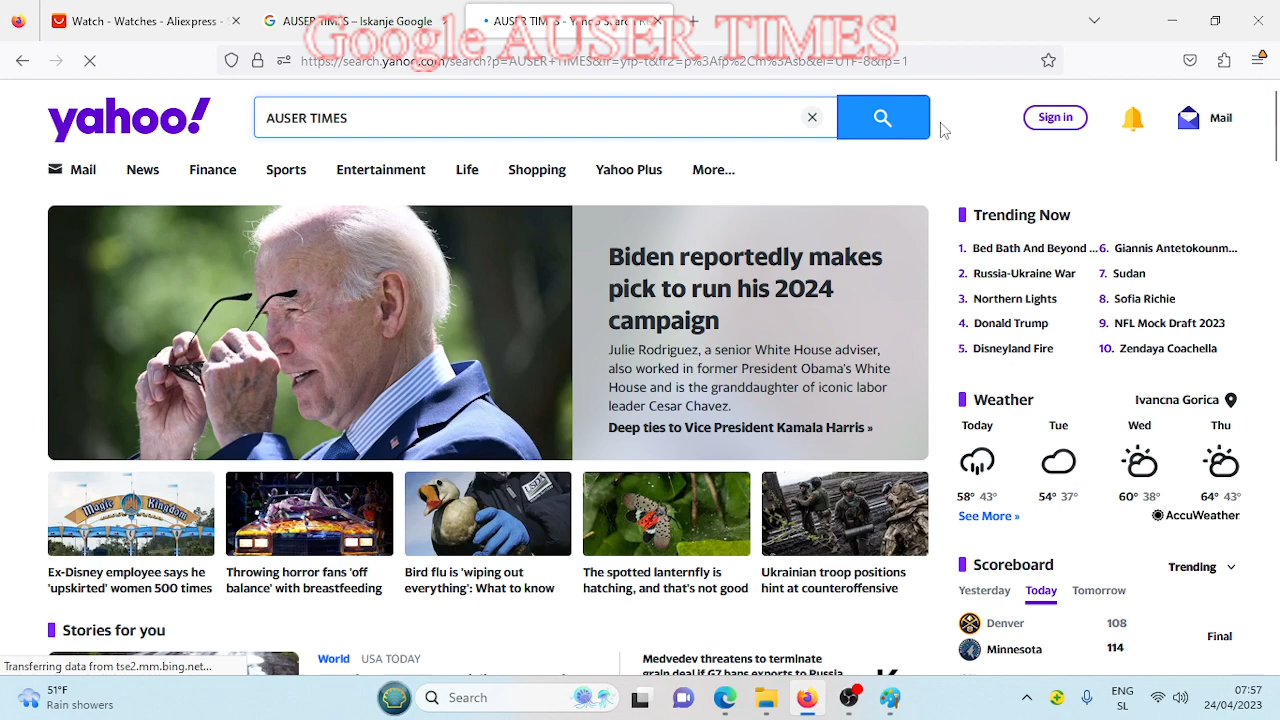 Watch - Watches - Aliexpress - S
AUSER TIMES – Iskanje Google
AUSER TIMES - Yahoo Search Re
Google AUSER TIMES
https://search.yahoo.com/search?p=AUSER+TIMES&fr=yfp-t&fr2=p%3Afp%2Cm%3Asb&ei=UTF-8&fp=1
yahoo!
AUSER TIMES
Sign in
Mail
Mail
News
Finance
Sports
Entertainment
Life
Shopping
Yahoo Plus
More...
Biden reportedly makes
pick to run his 2024
campaign
Julie Rodriguez, a senior White House adviser,
also worked in former President Obama's White
House and is the granddaughter of iconic labor
leader Cesar Chavez.
Deep ties to Vice President Kamala Harris »
Magic Kingdom
USDA
Ex-Disney employee says he
'upskirted' women 500 times
Throwing horror fans 'off
balance' with breastfeeding
Bird flu is 'wiping out
everything': What to know
The spotted lanternfly is
hatching, and that's not good
Ukrainian troop positions
hint at counteroffensive
Stories for you
World USA TODAY
Medvedev threatens to terminate
grain deal if G7 bans exports to Russia
Trending Now
1. Bed Bath And Beyond ...
2. Russia-Ukraine War
3. Northern Lights
4. Donald Trump
5. Disneyland Fire
6. Giannis Antetokounm...
7. Sudan
8. Sofia Richie
9. NFL Mock Draft 2023
10. Zendaya Coachella
Weather
Ivancna Gorica
Today Tue Wed Thu
58° 43° 54° 37° 60° 38° 64° 43°
See More »
AccuWeather
Scoreboard
Trending
Yesterday Today Tomorrow
Denver 108
Minnesota 114
Final
Transferring data from tse2.mm.bing.net...
51°F
Rain showers
Search
ENG
SL
07:57
24/04/2023